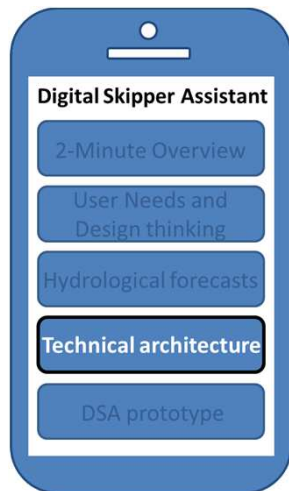 Digital Skipper Assistant
2-Minute Overview
User Needs and
Design thinking
Hydrological forecasts
Technical architecture
DSA prototype